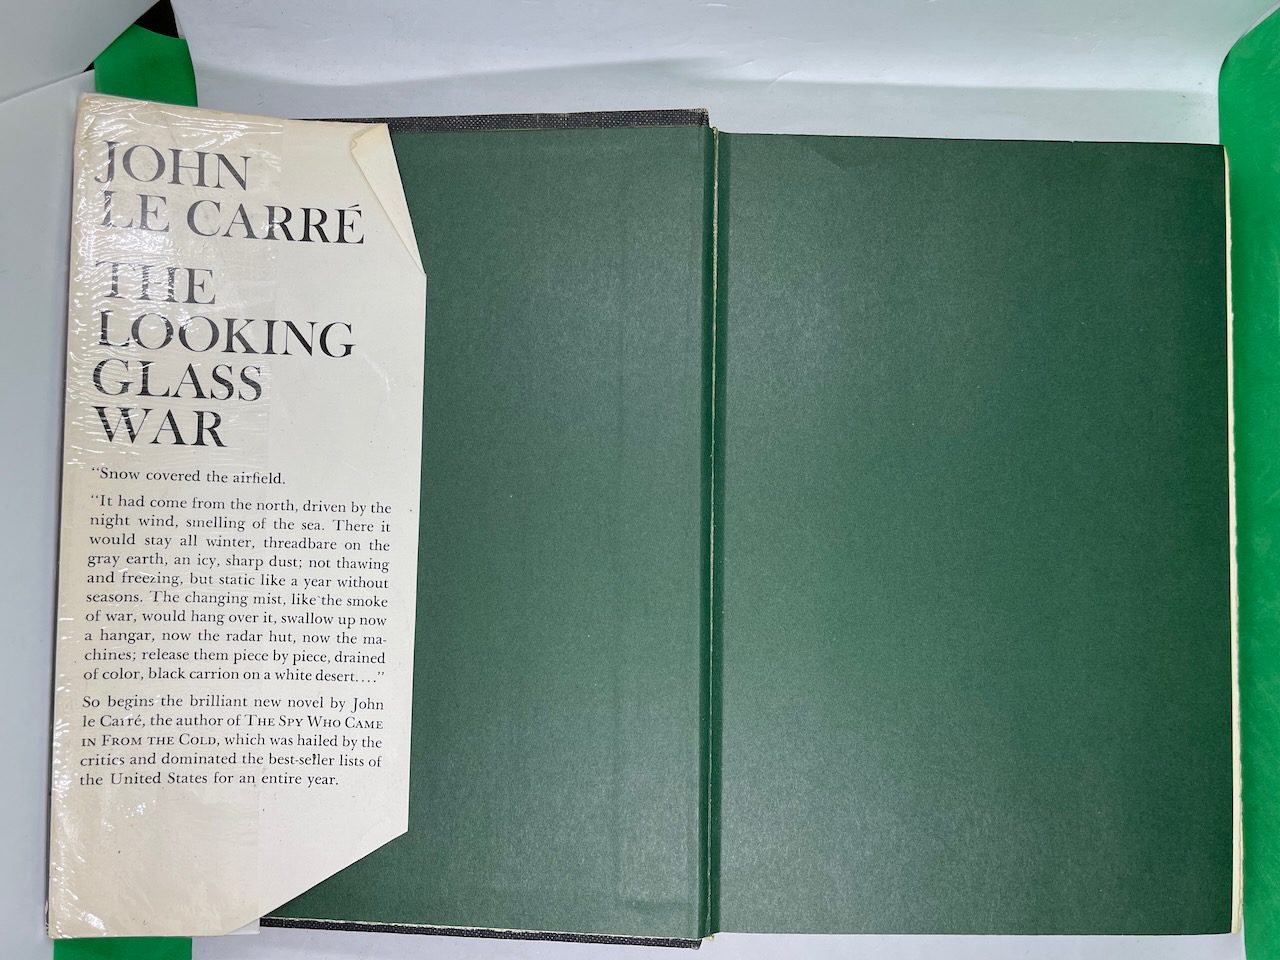 JOHN
LE CARRÉ
THE
LOOKING
GLASS
WAR
“Snow covered the airfield.
“It had come from the north, driven by the
night wind, smelling of the sea. There it
would stay all winter, threadbare on the
gray earth, an icy, sharp dust; not thawing
and freezing, but static like a year without
seasons. The changing mist, like the smoke
of war, would hang over it, swallow up now
a hangar, now the radar hut, now the ma-
chines; release them piece by piece, drained
of color, black carrion on a white desert....”
So begins the brilliant new novel by John
le Carré, the author of THE SPY WHO CAME
IN FROM THE COLD, which was hailed by the
critics and dominated the best-seller lists of
the United States for an entire year.